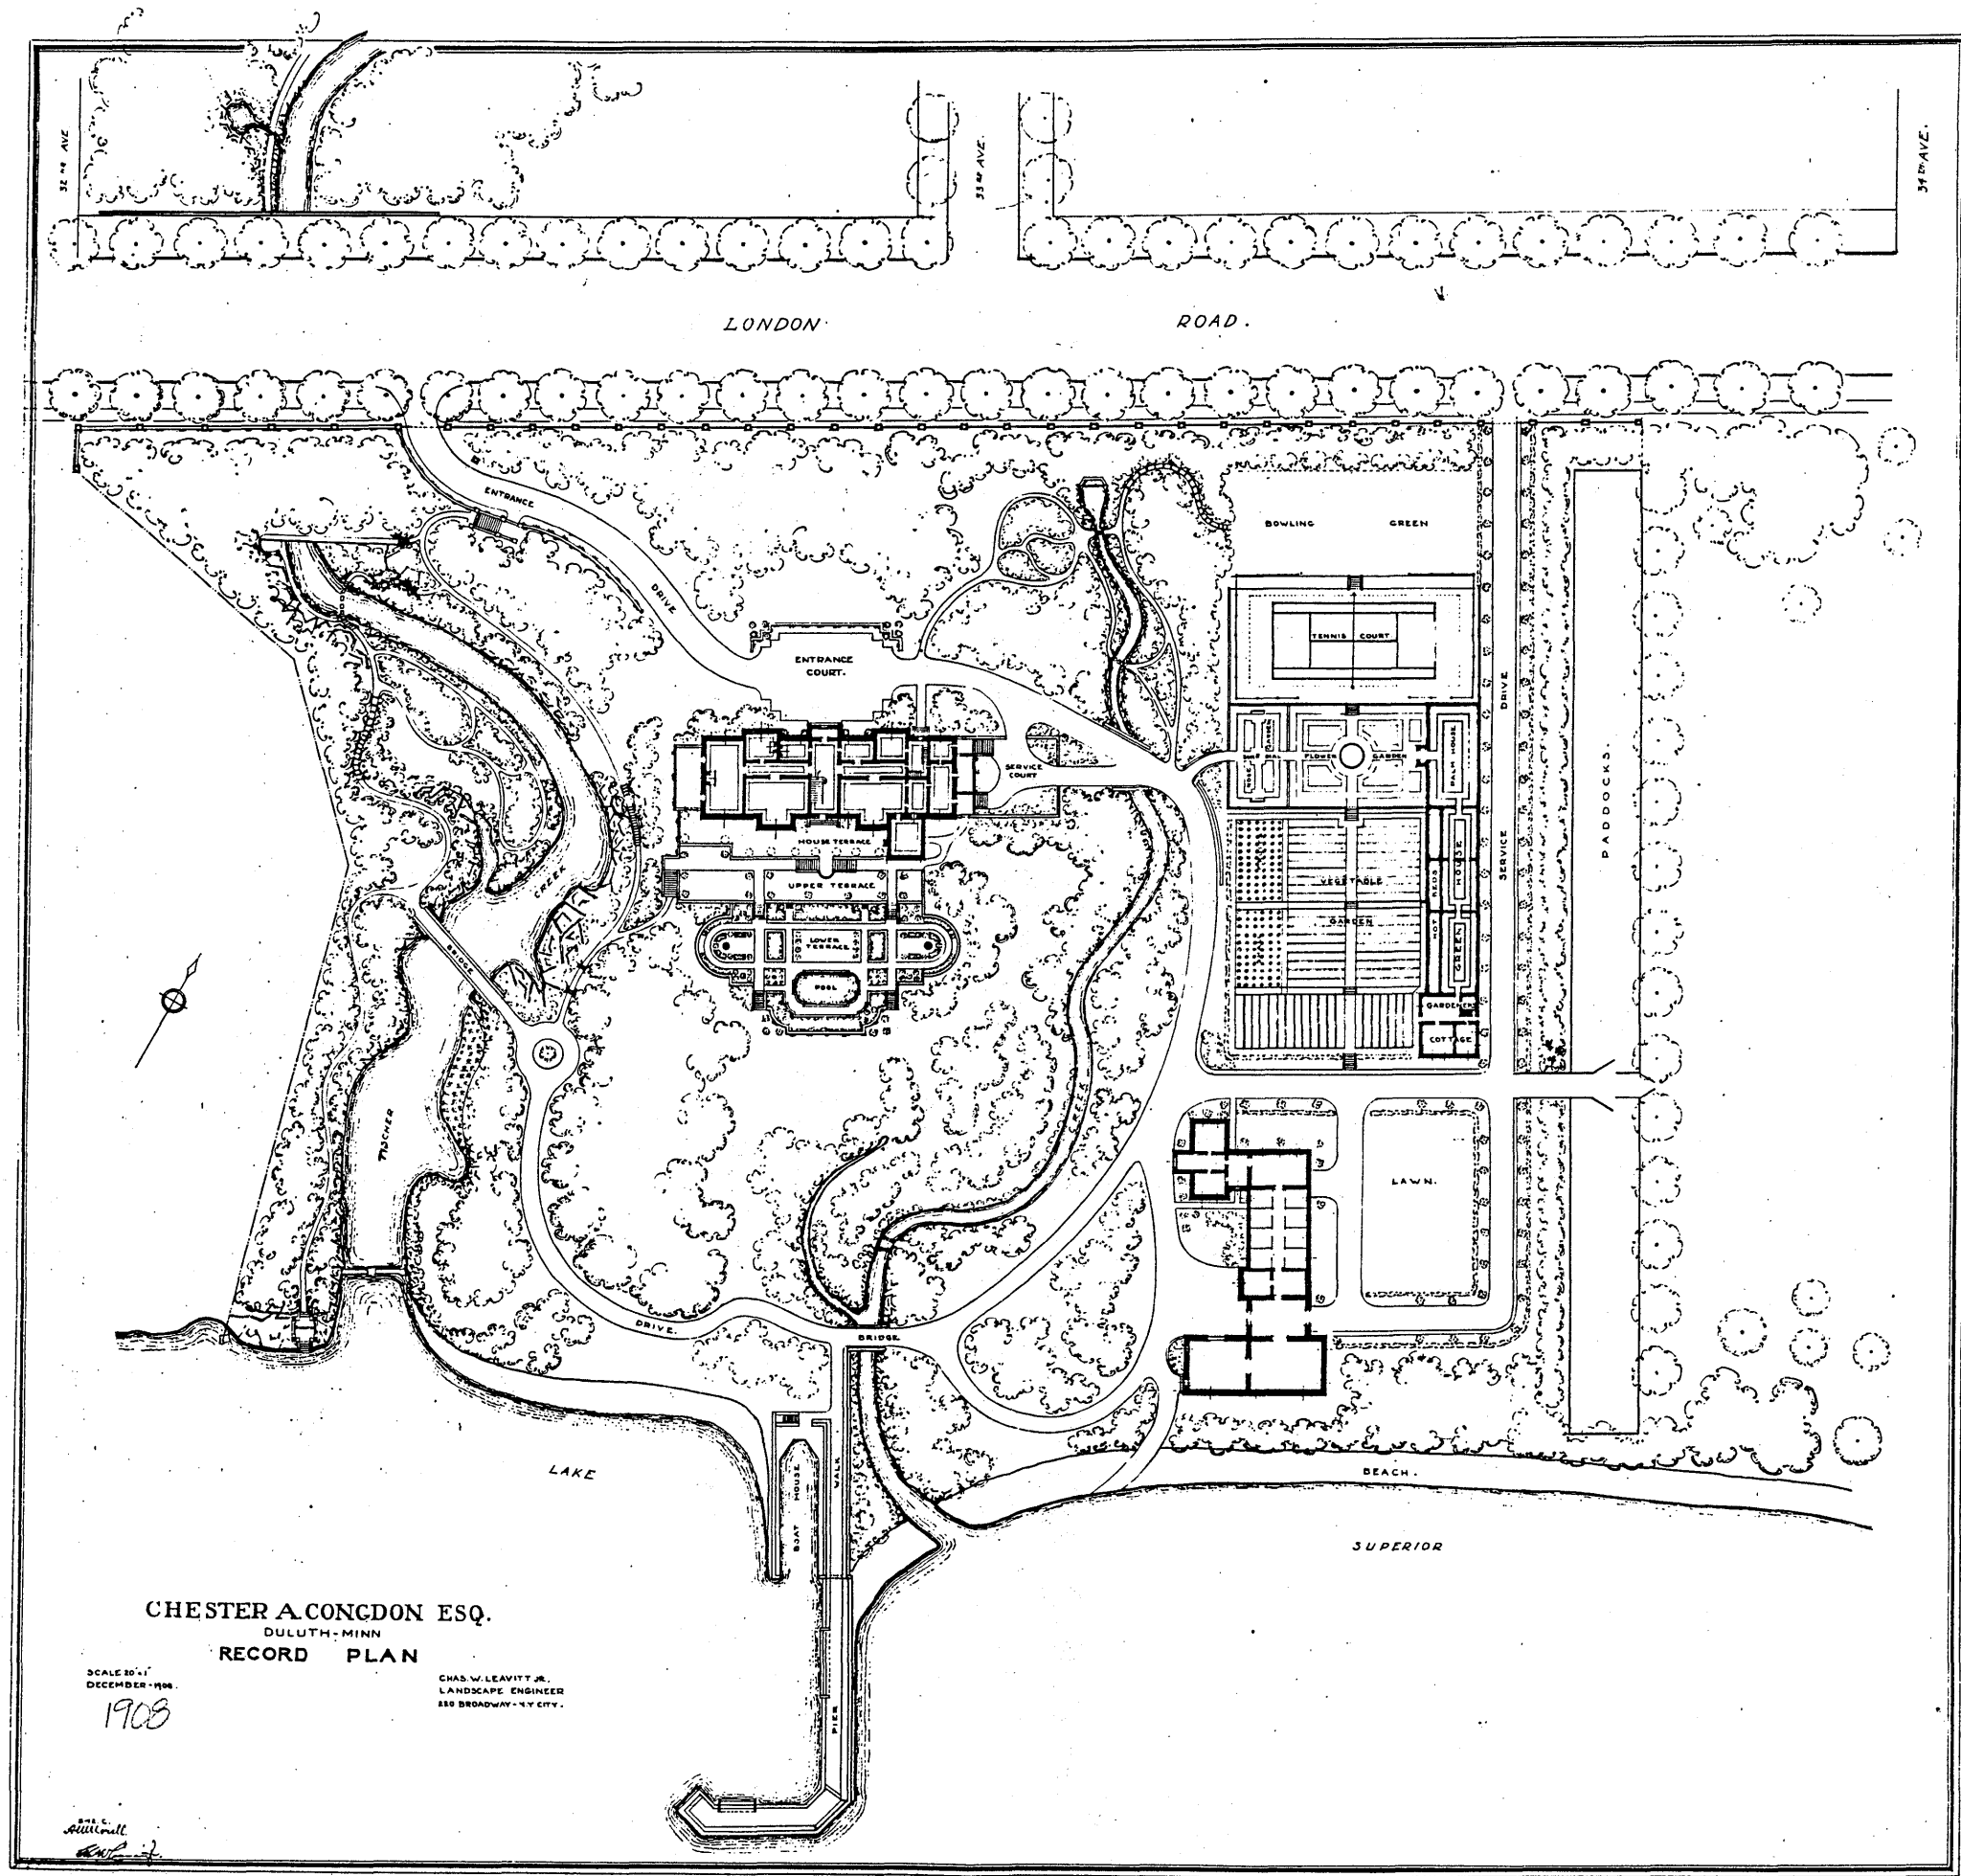 32ND AVE
33RD AVE.
34TH AVE.
LONDON ROAD.
ENTRANCE
DRIVE
BOWLING GREEN
TENNIS COURT
ENTRANCE
COURT.
SERVICE
COURT
ROSE GARDEN
FLOWER GARDEN
PALM HOUSE
SERVICE DRIVE
PADDOCKS.
HOUSE TERRACE
UPPER TERRACE
LOWER
TERRACE
POOL
CREEK
BRIDGE
VEGETABLE
GARDEN
HOT BEDS
GREEN HOUSE
GARDENERS
COTTAGE
CREEK
TISCHER
LAWN.
DRIVE
BRIDGE
LAKE
BOAT HOUSE
WALK
BEACH.
SUPERIOR
PIER
CHESTER A. CONGDON ESQ.
DULUTH-MINN
RECORD PLAN
SCALE 20'=1"
DECEMBER-1908.
1908
CHAS. W. LEAVITT JR.
LANDSCAPE ENGINEER
220 BROADWAY-N.Y CITY.